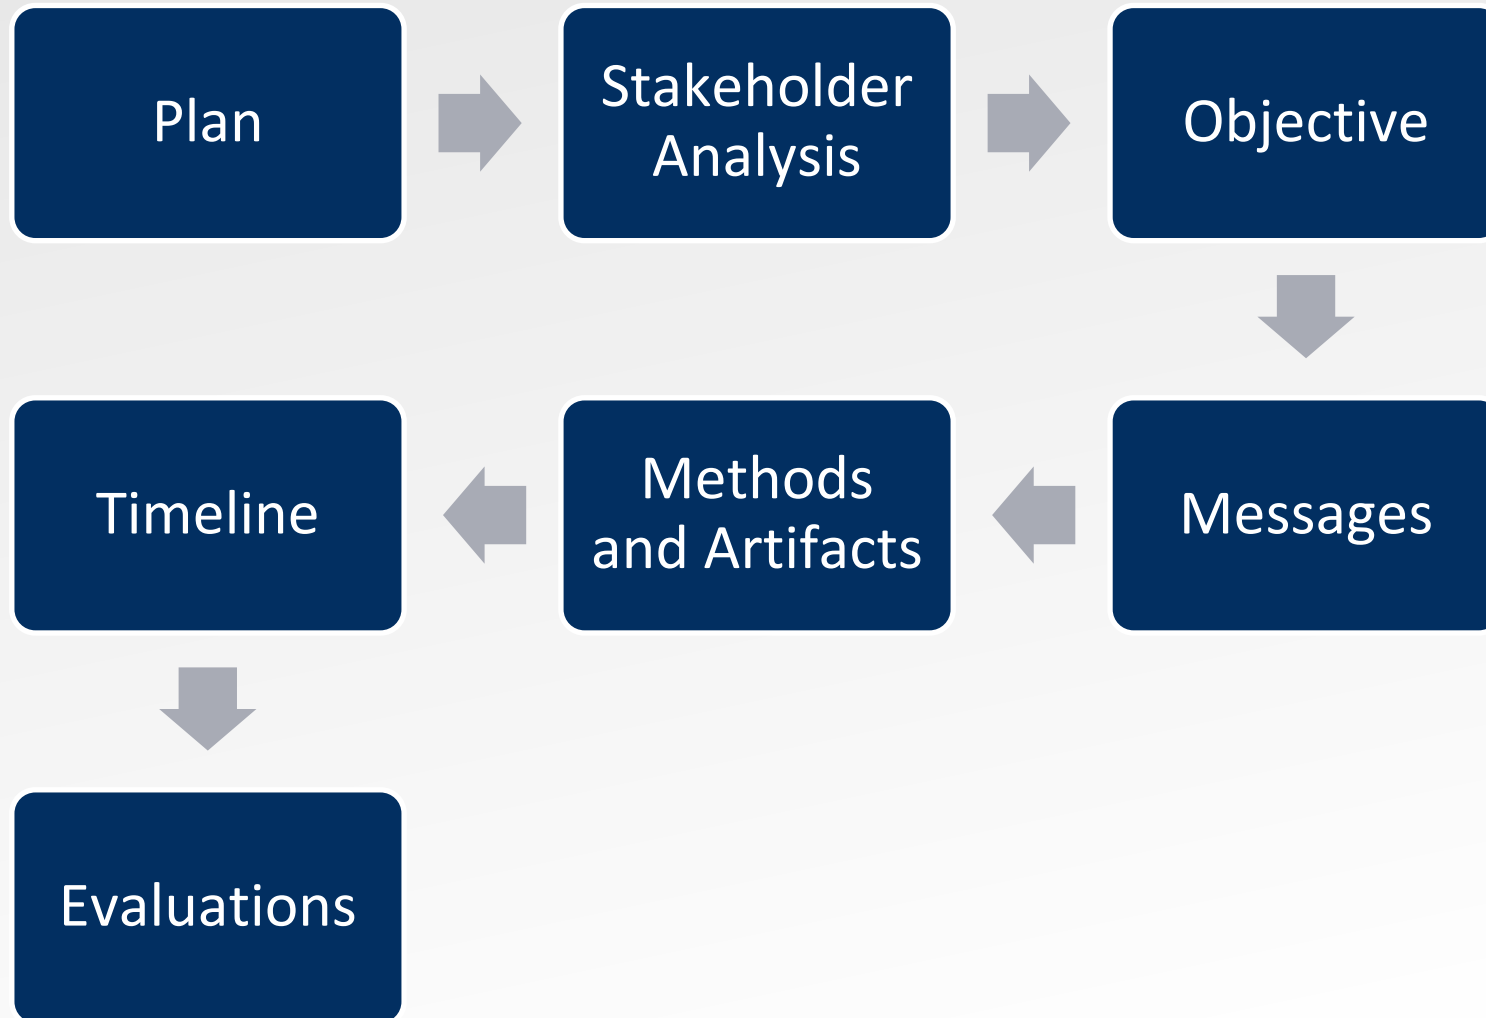 Plan
Stakeholder
Analysis
Objective
Messages
Methods
and Artifacts
Timeline
Evaluations